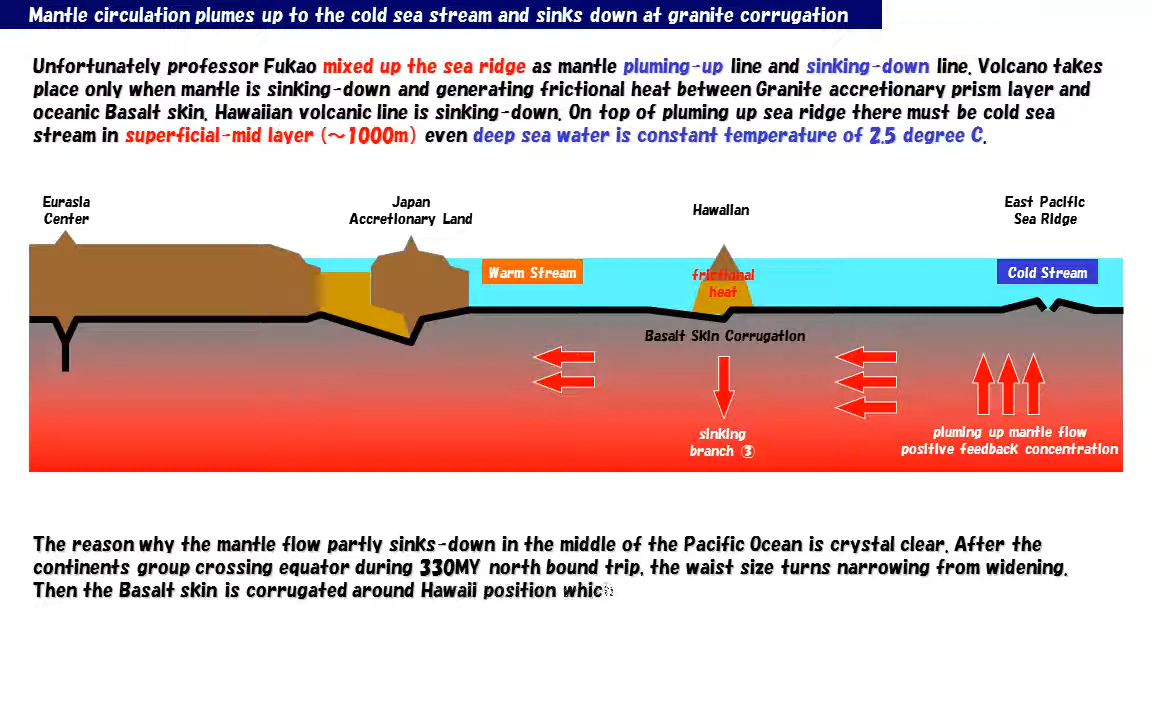 Mantle circulation plumes up to the cold sea stream and sinks down at granite corrugation
Unfortunately professor Fukao mixed up the sea ridge as mantle pluming-up line and sinking-down line. Volcano takes
place only when mantle is sinking-down and generating frictional heat between Granite accretionary prism layer and
oceanic Basalt skin. Hawaiian volcanic line is sinking-down. On top of pluming up sea ridge there must be cold sea
stream in superficial-mid layer (～1000m) even deep sea water is constant temperature of 2.5 degree C.
Eurasia
Center
Japan
Accretionary Land
Hawaiian
East Pacific
Sea Ridge
Warm Stream
frictional
heat
Cold Stream
Basalt Skin Corrugation
sinking
branch ③
pluming up mantle flow
positive feedback concentration
The reason why the mantle flow partly sinks-down in the middle of the Pacific Ocean is crystal clear. After the
continents group crossing equator during 330MY north bound trip, the waist size turns narrowing from widening.
Then the Basalt skin is corrugated around Hawaii position whic